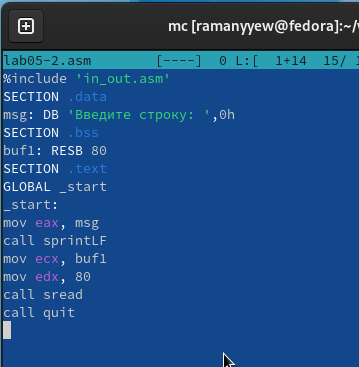 mc [ramanyyew@fedora]:~/
lab05-2.asm [----] 0 L:[ 1+14 15/
%include 'in_out.asm'
SECTION .data
msg: DB 'Введите строку: ',0h
SECTION .bss
buf1: RESB 80
SECTION .text
GLOBAL _start
_start:
mov eax, msg
call sprintLF
mov ecx, buf1
mov edx, 80
call sread
call quit